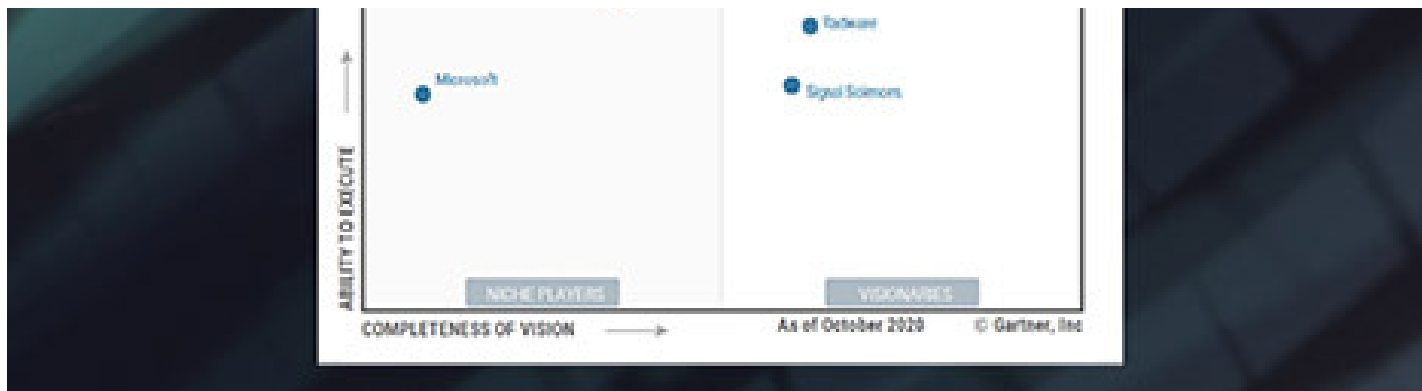 Radware
Microsoft
Signal Sciences
ABILITY TO EXECUTE
NICHE PLAYERS
VISIONARIES
COMPLETENESS OF VISION
As of October 2020
© Gartner, Inc